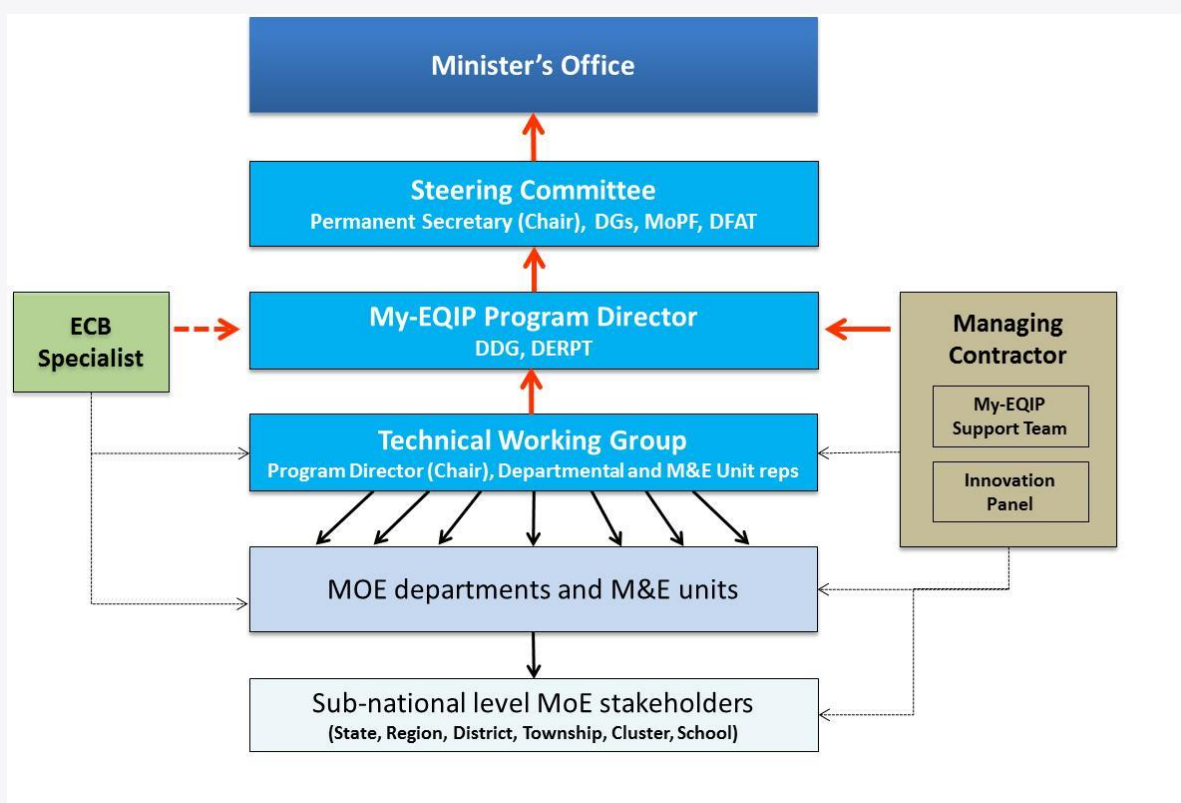 Minister's Office
Steering Committee
Permanent Secretary (Chair), DGs, MoPF, DFAT
ECB
Specialist
My-EQIP Program Director
DDG, DERPT
Managing
Contractor
My-EQIP
Support Team
Innovation
Panel
Technical Working Group
Program Director (Chair), Departmental and M&E Unit reps
MOE departments and M&E units
Sub-national level MoE stakeholders
(State, Region, District, Township, Cluster, School)